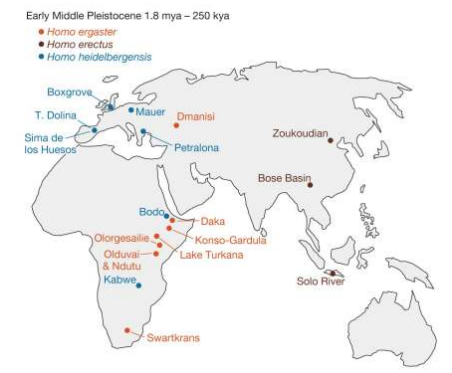 Early Middle Pleistocene 1.8 mya – 250 kya
Homo ergaster
Homo erectus
Homo heidelbergensis
Boxgrove
T. Dolina
Mauer
Dmanisi
Sima de
los Huesos
Petralona
Zoukoudian
Bose Basin
Bodo
Daka
Konso-Gardula
Olorgesailie
Lake Turkana
Olduvai
& Ndutu
Kabwe
Solo River
Swartkrans